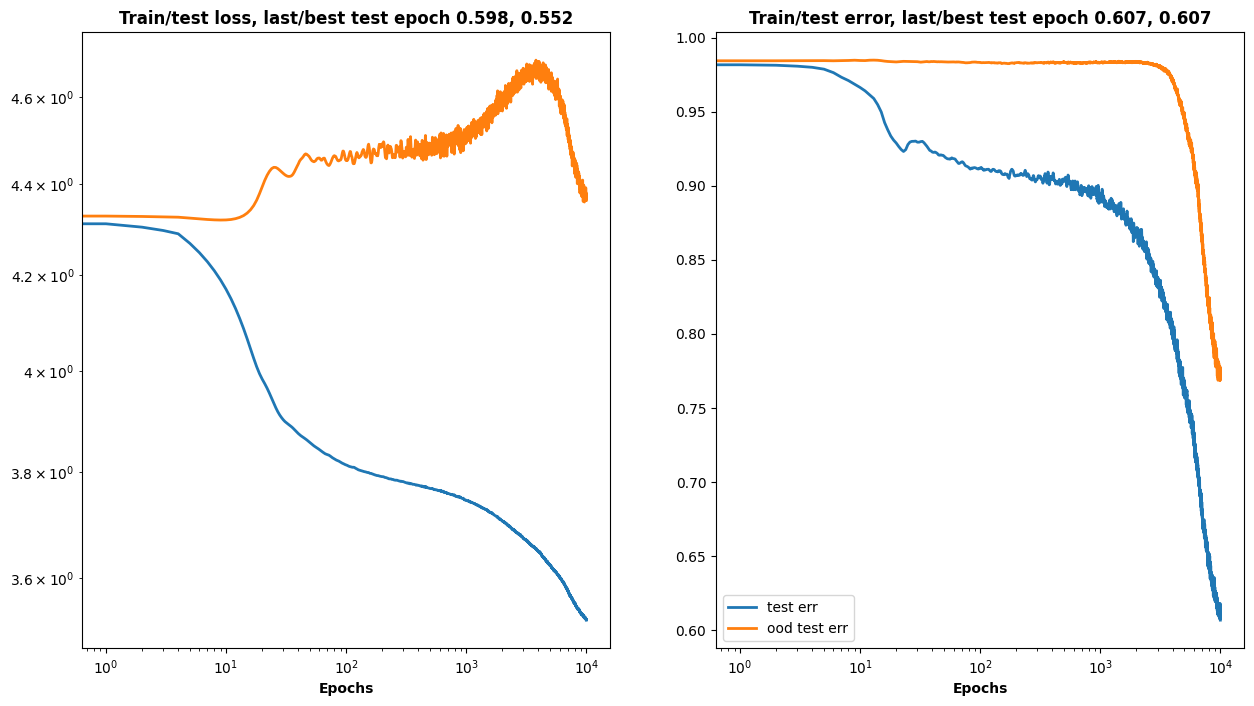 Train/test loss, last/best test epoch 0.598, 0.552
4.6 × 10⁰
4.4 × 10⁰
4.2 × 10⁰
4 × 10⁰
3.8 × 10⁰
3.6 × 10⁰
10⁰ 10¹ 10² 10³ 10⁴
Epochs
Train/test error, last/best test epoch 0.607, 0.607
1.00
0.95
0.90
0.85
0.80
0.75
0.70
0.65
0.60
test err
ood test err
10⁰ 10¹ 10² 10³ 10⁴
Epochs